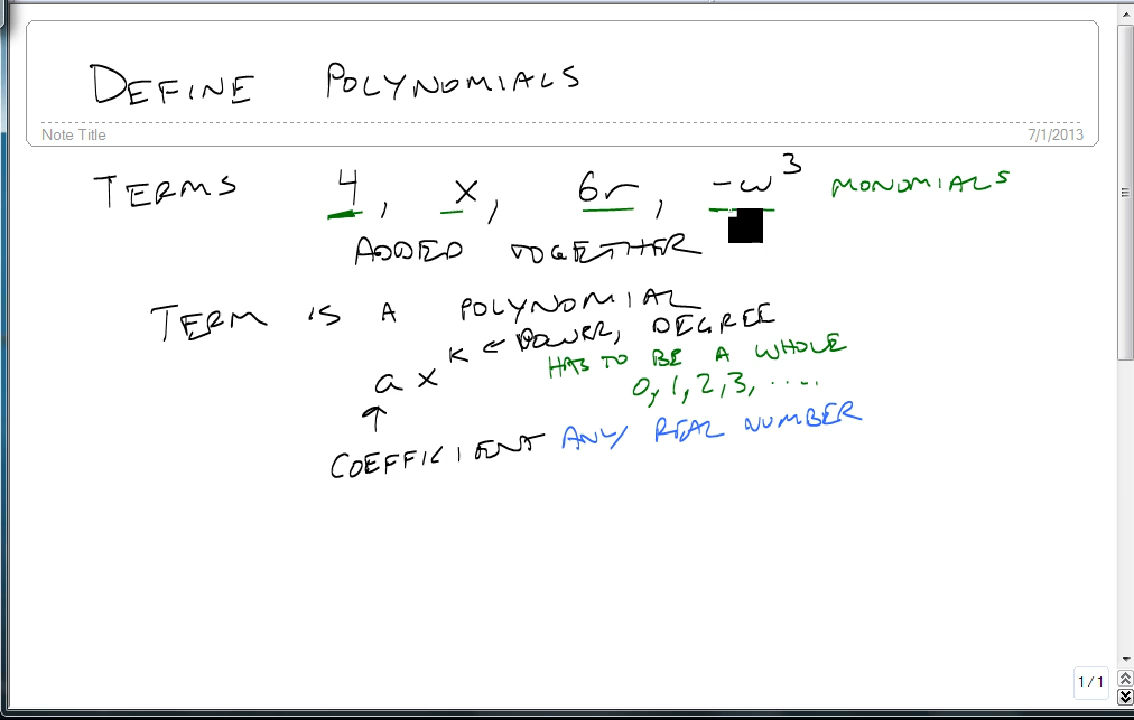 DEFINE POLYNOMIALS
Note Title 7/1/2013
TERMS 4, x, 6r, -w³ MONOMIALS
ADDED TOGETHER
TERM IS A POLYNOMIAL
K ← POWER, DEGREE
HAS TO BE A WHOLE
a x 0, 1, 2, 3, .....
↑
COEFFICIENT ANY REAL NUMBER
1/1